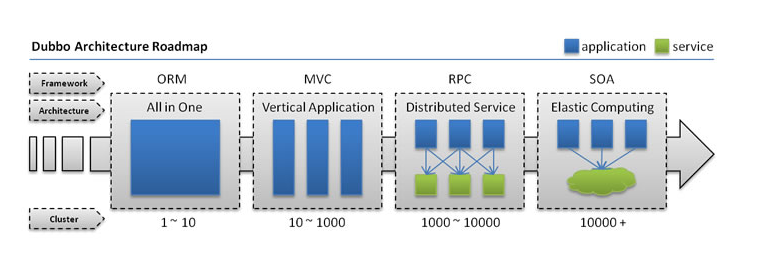 Dubbo Architecture Roadmap
application service
Framework ORM MVC RPC SOA
Architecture All in One Vertical Application Distributed Service Elastic Computing
Cluster 1 ~ 10 10 ~ 1000 1000 ~ 10000 10000 +